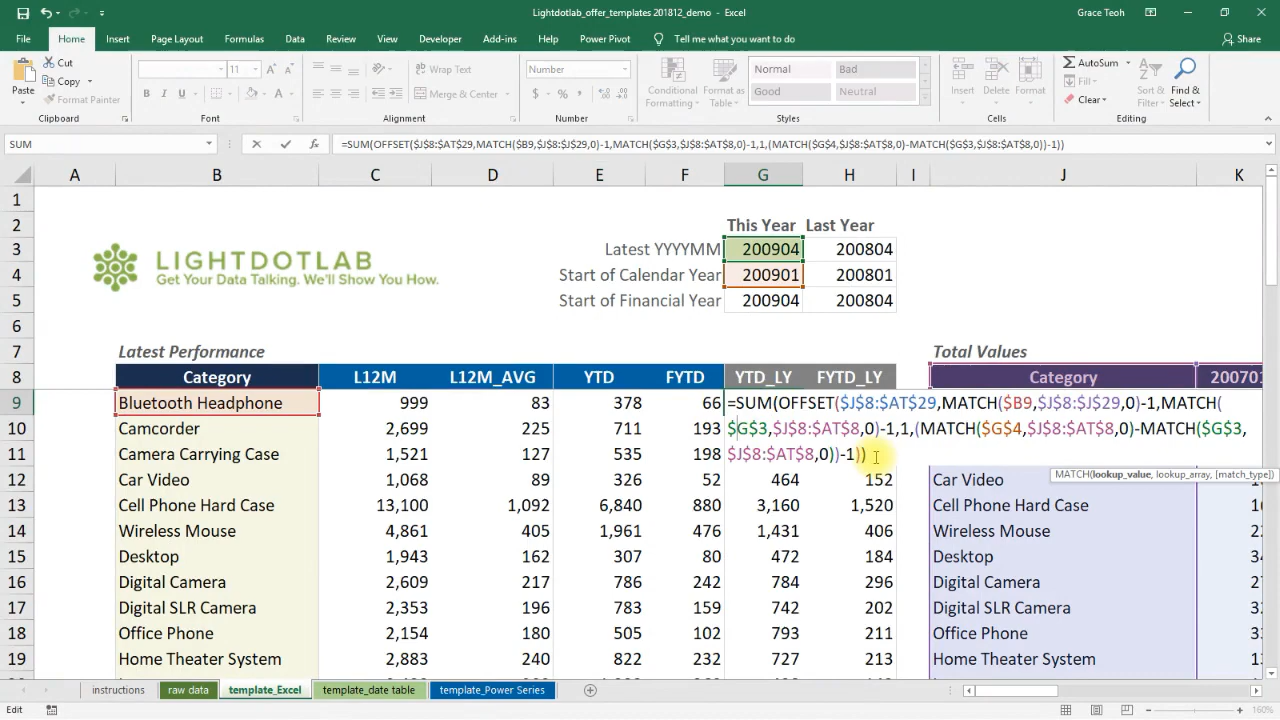 Lightdotlab_offer_templates 201812_demo - Excel
Grace Teoh
File Home Insert Page Layout Formulas Data Review View Developer Add-ins Help Power Pivot Tell me what you want to do Share
Paste
Cut
Copy
Format Painter
Clipboard
11
A A
B I U A
Font
Wrap Text
Merge & Center
Alignment
Number
$ % ,
Number
Conditional Formatting
Format as Table
Normal Bad
Good Neutral
Styles
Insert Delete Format
Cells
AutoSum
Fill
Clear
Sort & Filter
Find & Select
Editing
SUM
fx
=SUM(OFFSET($J$8:$AT$29,MATCH($B9,$J$8:$J$29,0)-1,MATCH($G$3,$J$8:$AT$8,0)-1,1,(MATCH($G$4,$J$8:$AT$8,0)-MATCH($G$3,$J$8:$AT$8,0))-1))
A B C D E F G H I J K
1
2 This Year Last Year
3 Latest YYYYMM 200904 200804
4 Start of Calendar Year 200901 200801
5 Start of Financial Year 200904 200804
LIGHTDOTLAB
Get Your Data Talking. We'll Show You How.
6
7 Latest Performance Total Values
8 Category L12M L12M_AVG YTD FYTD YTD_LY FYTD_LY Category 200701
9 Bluetooth Headphone 999 83 378 66 =SUM(OFFSET($J$8:$AT$29,MATCH($B9,$J$8:$J$29,0)-1,MATCH(
10 Camcorder 2,699 225 711 193 $G$3,$J$8:$AT$8,0)-1,1,(MATCH($G$4,$J$8:$AT$8,0)-MATCH($G$3,
11 Camera Carrying Case 1,521 127 535 198 $J$8:$AT$8,0))-1))
MATCH(lookup_value, lookup_array, [match_type])
12 Car Video 1,068 89 326 52 464 152 Car Video
13 Cell Phone Hard Case 13,100 1,092 6,840 880 3,160 1,520 Cell Phone Hard Case
14 Wireless Mouse 4,861 405 1,961 476 1,431 406 Wireless Mouse
15 Desktop 1,943 162 307 80 472 184 Desktop
16 Digital Camera 2,609 217 786 242 784 296 Digital Camera
17 Digital SLR Camera 2,353 196 783 159 742 202 Digital SLR Camera
18 Office Phone 2,154 180 505 102 793 211 Office Phone
19 Home Theater System 2,883 240 822 232 727 213 Home Theater System
instructions raw data template_Excel template_date table template_Power Series
Edit
160%